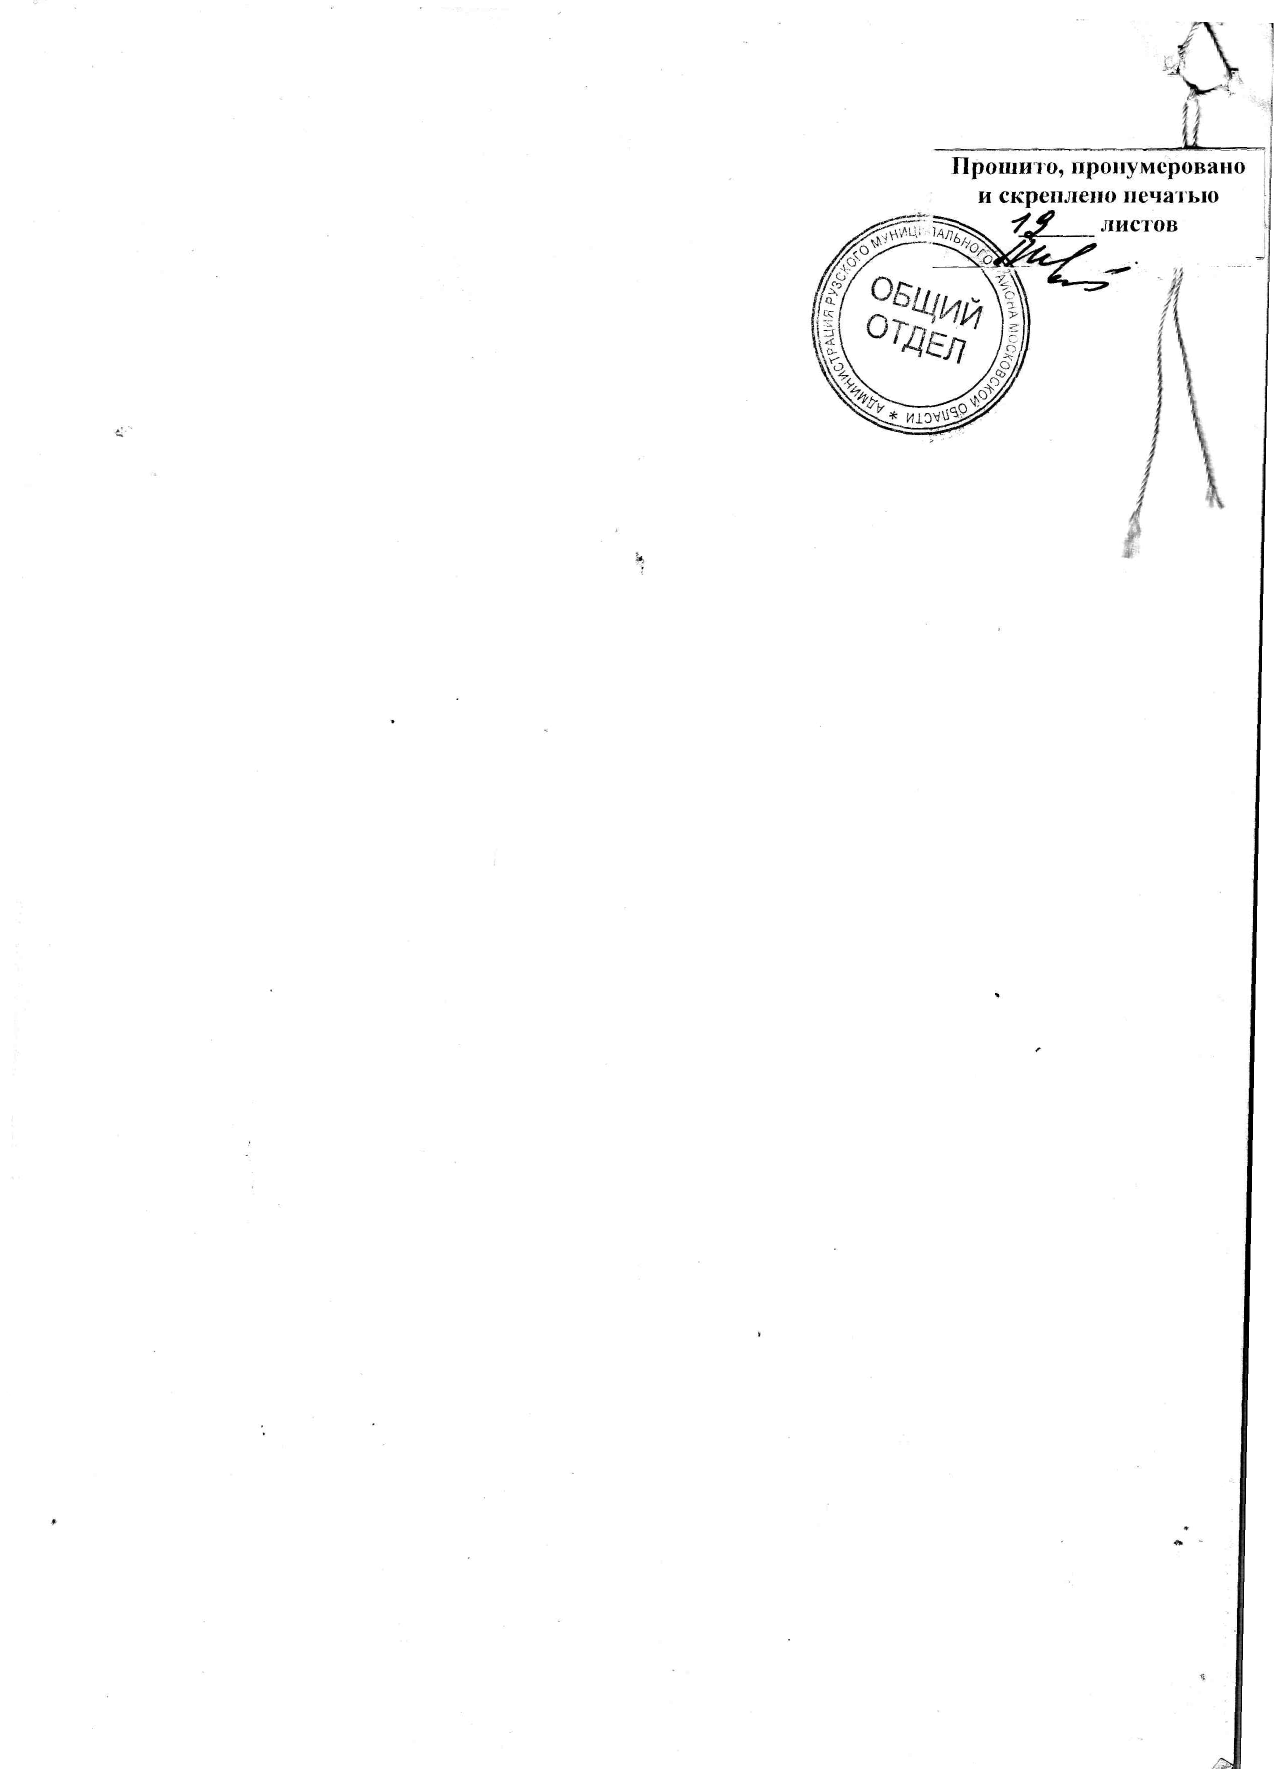 Прошито, пронумеровано
и скреплено печатью
19 листов
АДМИНИСТРАЦИЯ РУЗСКОГО МУНИЦИПАЛЬНОГО РАЙОНА МОСКОВСКОЙ ОБЛАСТИ *
ОБЩИЙ
ОТДЕЛ